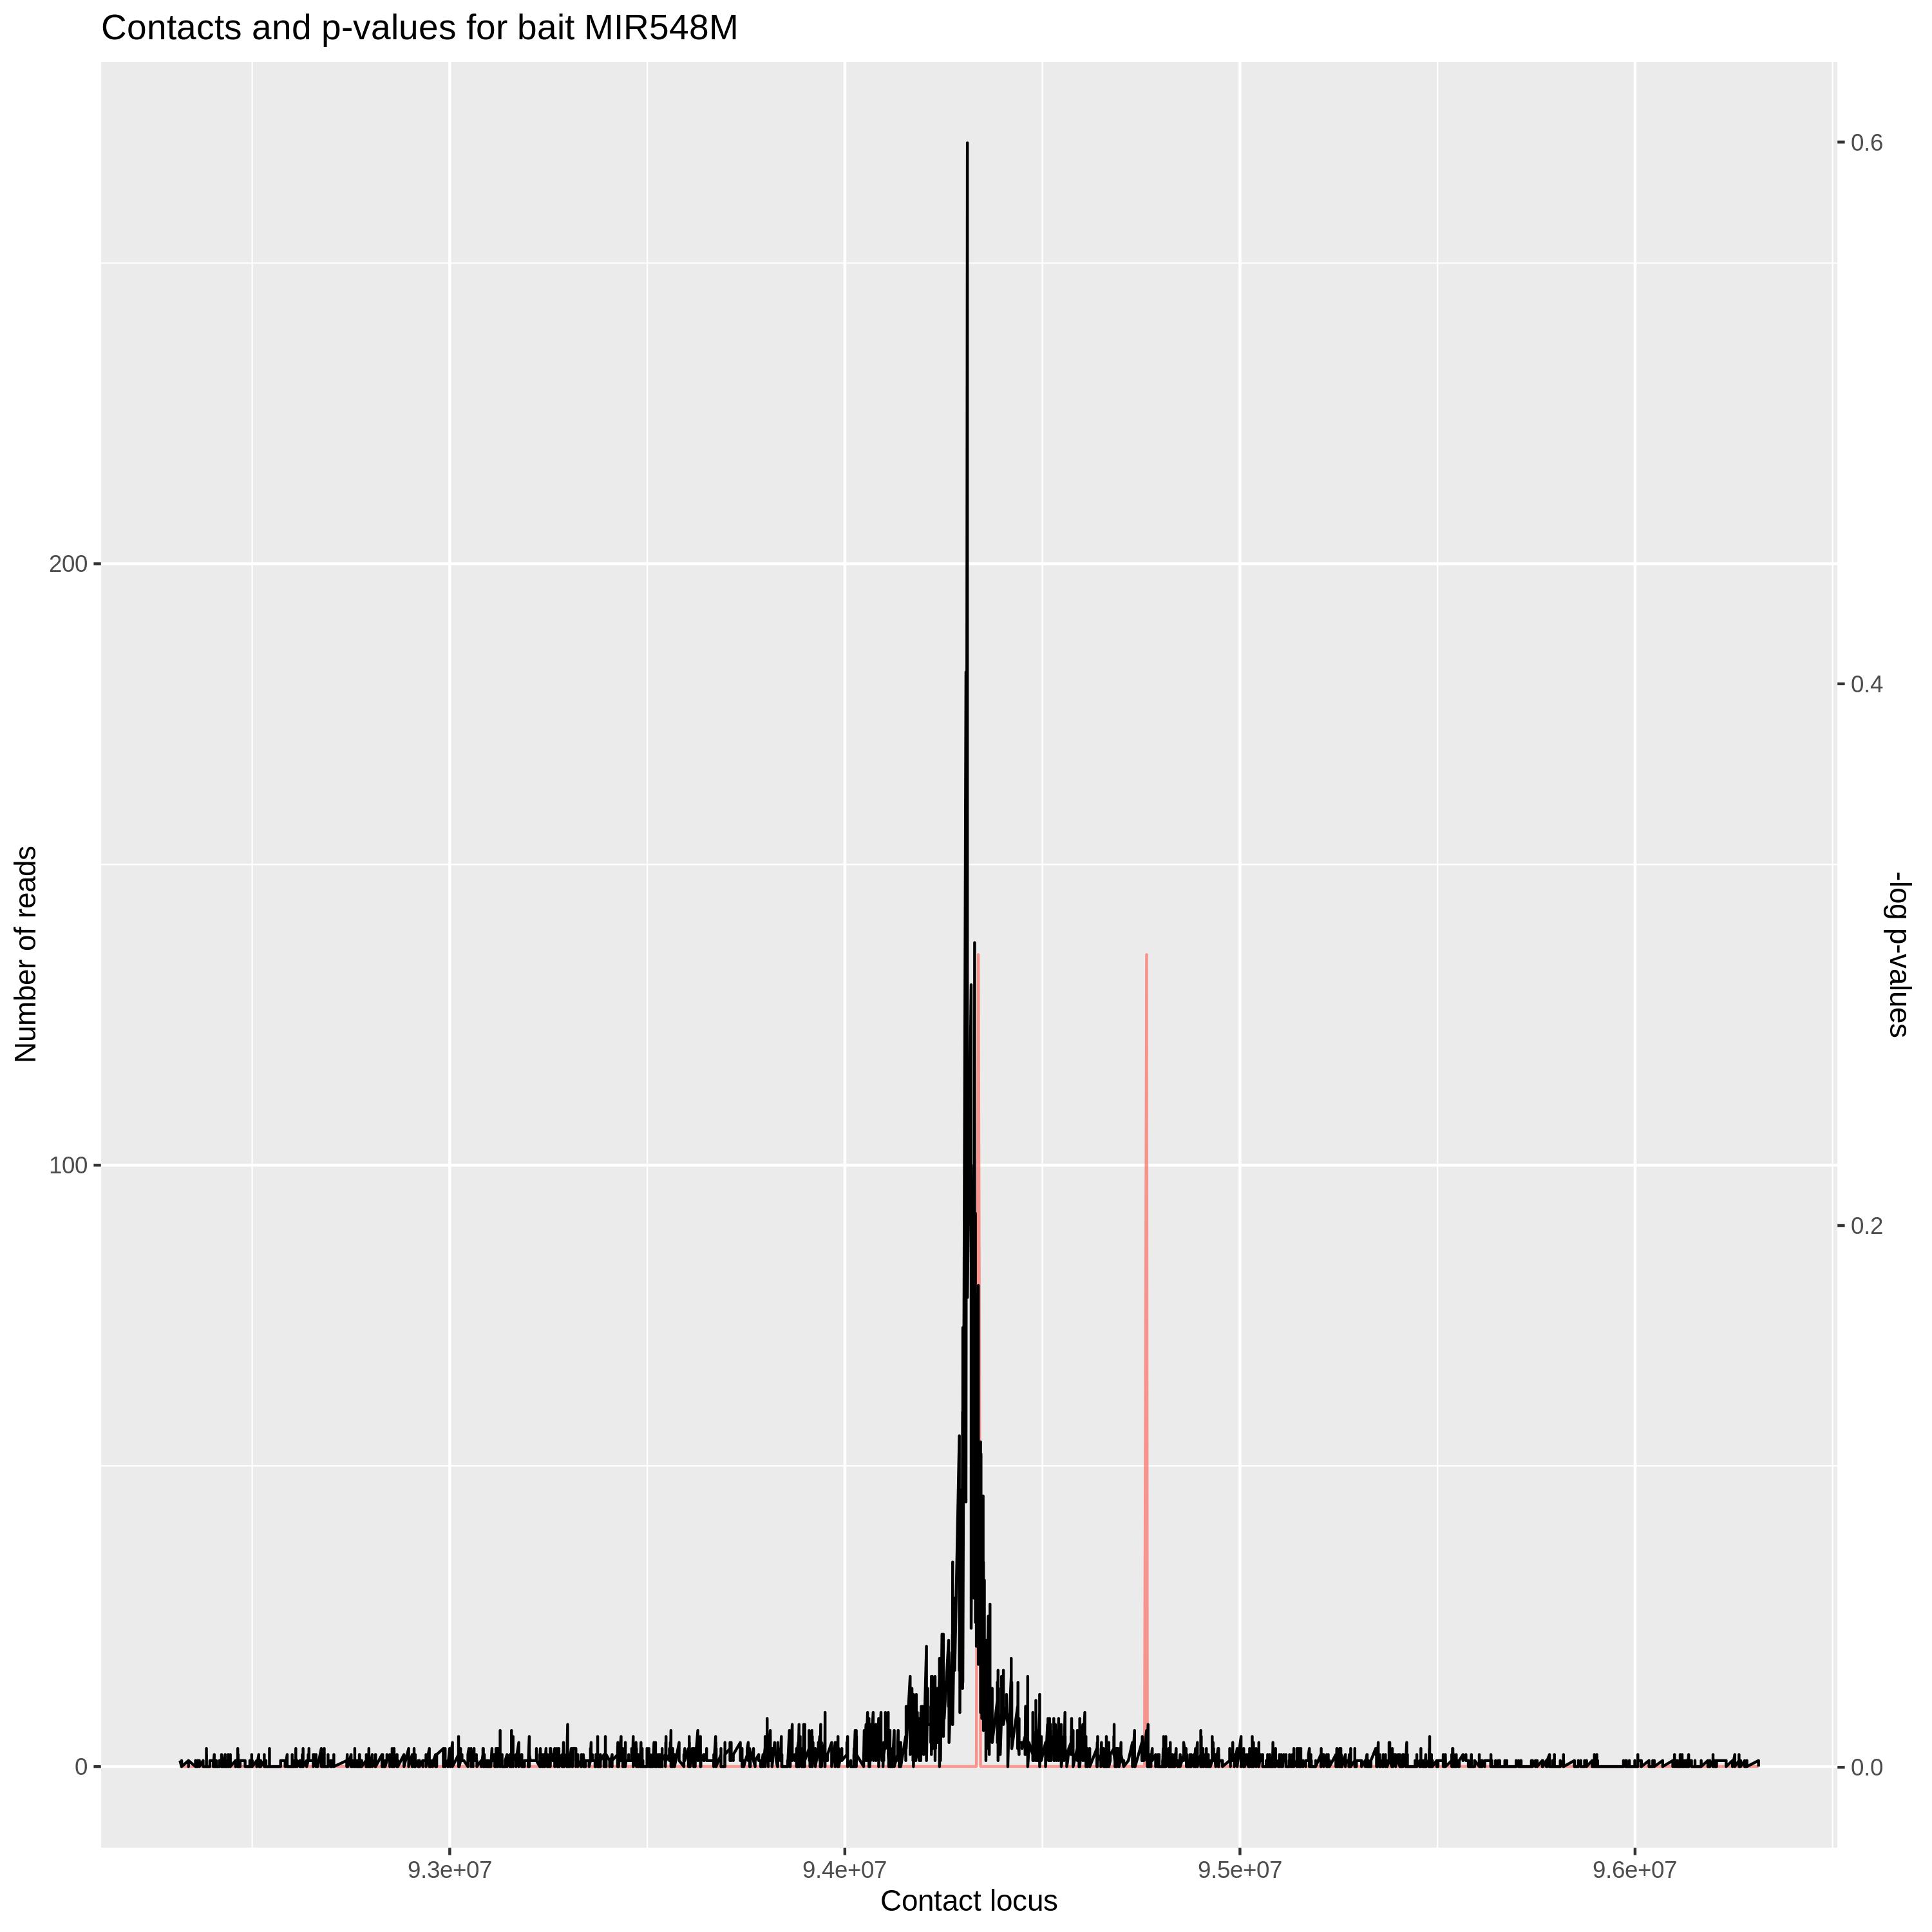 Contacts and p-values for bait MIR548M
Number of reads
200
100
0
0.6
0.4
0.2
0.0
-log p-values
9.3e+07
9.4e+07
9.5e+07
9.6e+07
Contact locus